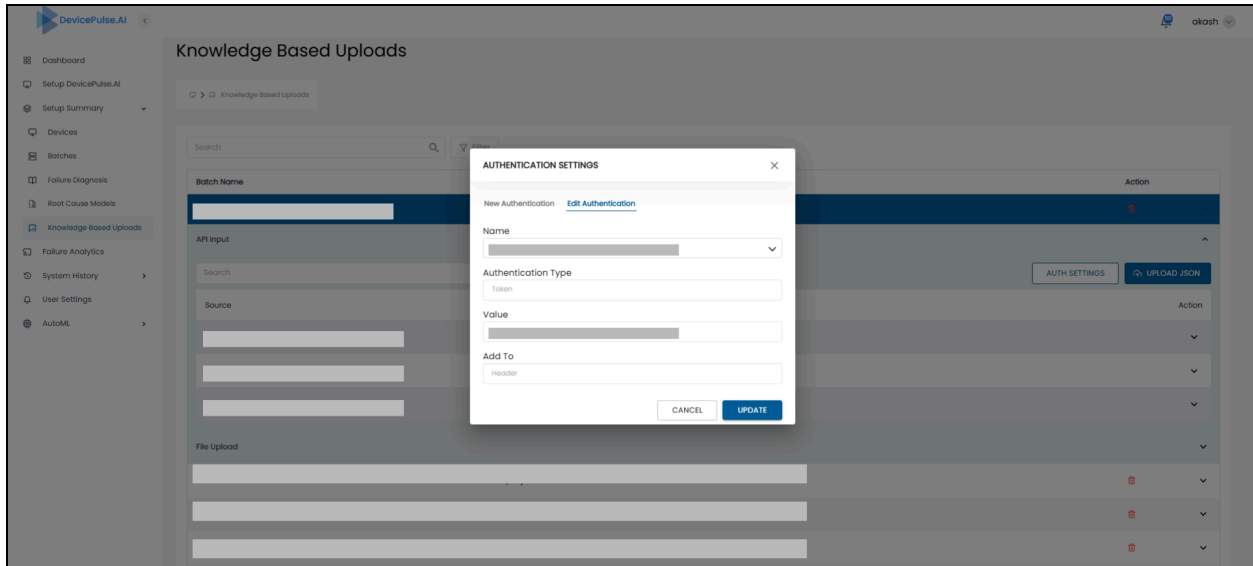 DevicePulse.AI
akash
Knowledge Based Uploads
Dashboard
Setup DevicePulse.AI
Setup Summary
Devices
Batches
Failure Diagnosis
Root Cause Models
Knowledge Based Uploads
Failure Analytics
System History
User Settings
AutoML
Knowledge Based Uploads
Search
Filter
Batch Name
Action
API Input
Search
AUTH SETTINGS
UPLOAD JSON
Source
Action
File Upload
AUTHENTICATION SETTINGS
New Authentication Edit Authentication
Name
Authentication Type
Token
Value
Add To
Header
CANCEL UPDATE